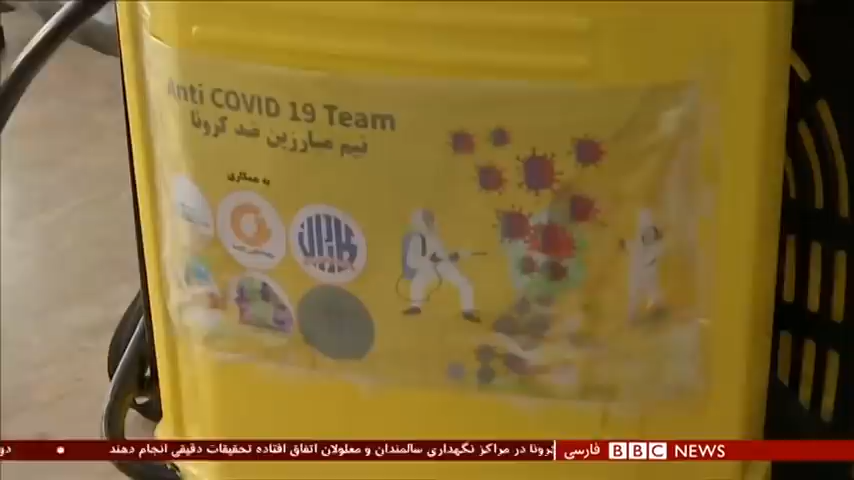 Anti COVID 19 Team
تیم مبارزین ضد کرونا
به همکاری
کابل
کرونا در مراکز نگهداری سالمندان و معلولان اتفاق افتاده تحقیقات دقیقی انجام دهند
BBC NEWS فارسی